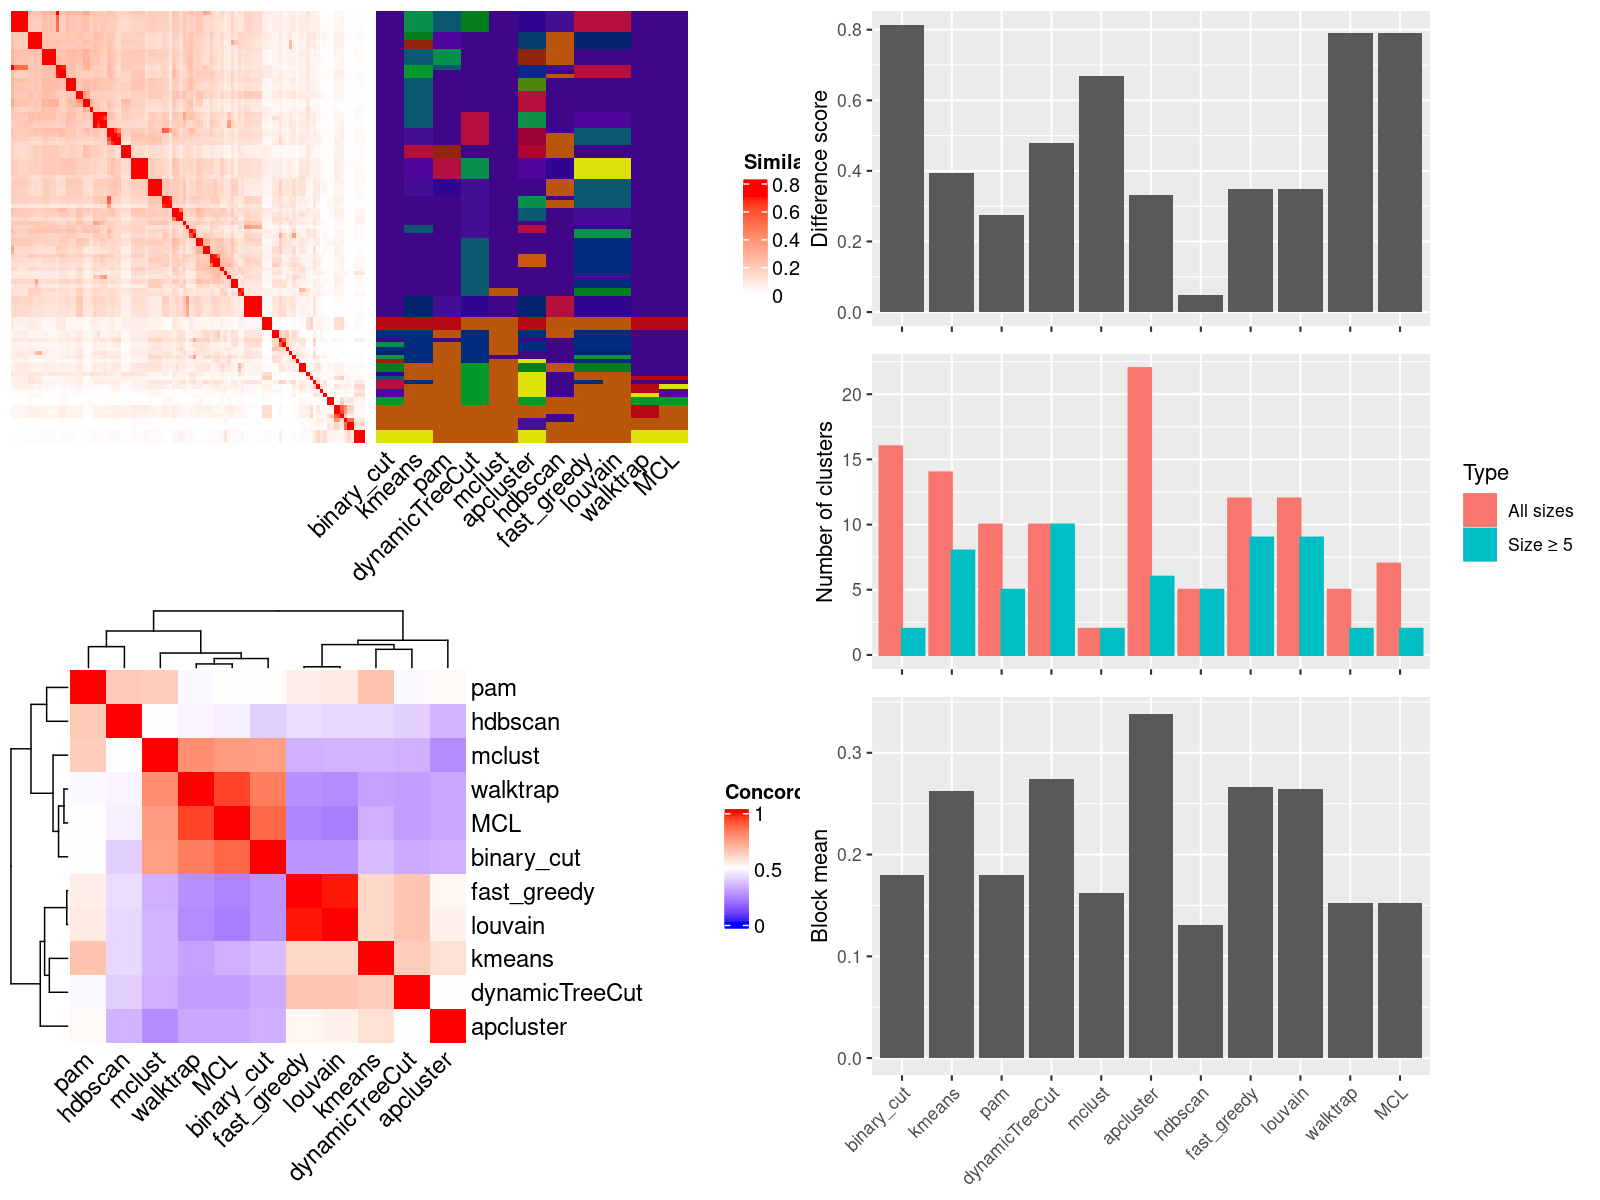 Simila
0.8
0.6
0.4
0.2
0
binary_cut
kmeans
pam
dynamicTreeCut
mclust
apcluster
hdbscan
fast_greedy
louvain
walktrap
MCL
Difference score
0.8
0.6
0.4
0.2
0.0
Number of clusters
20
15
10
5
0
Type
All sizes
Size ≥ 5
pam
hdbscan
mclust
walktrap
MCL
binary_cut
fast_greedy
louvain
kmeans
dynamicTreeCut
apcluster
pam
hdbscan
mclust
walktrap
MCL
binary_cut
fast_greedy
louvain
kmeans
dynamicTreeCut
apcluster
Concord
1
0.5
0
Block mean
0.3
0.2
0.1
0.0
binary_cut
kmeans
pam
dynamicTreeCut
mclust
apcluster
hdbscan
fast_greedy
louvain
walktrap
MCL